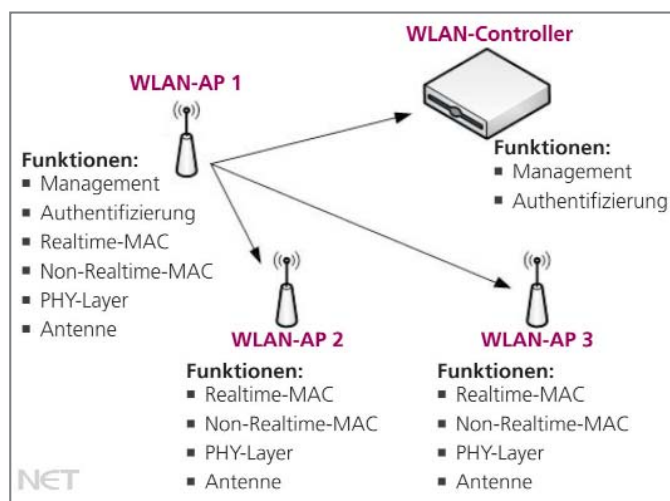 WLAN-Controller
WLAN-AP 1
Funktionen:
▪ Management
▪ Authentifizierung
▪ Realtime-MAC
▪ Non-Realtime-MAC
▪ PHY-Layer
▪ Antenne
Funktionen:
▪ Management
▪ Authentifizierung
WLAN-AP 2
Funktionen:
▪ Realtime-MAC
▪ Non-Realtime-MAC
▪ PHY-Layer
▪ Antenne
WLAN-AP 3
Funktionen:
▪ Realtime-MAC
▪ Non-Realtime-MAC
▪ PHY-Layer
▪ Antenne
NET